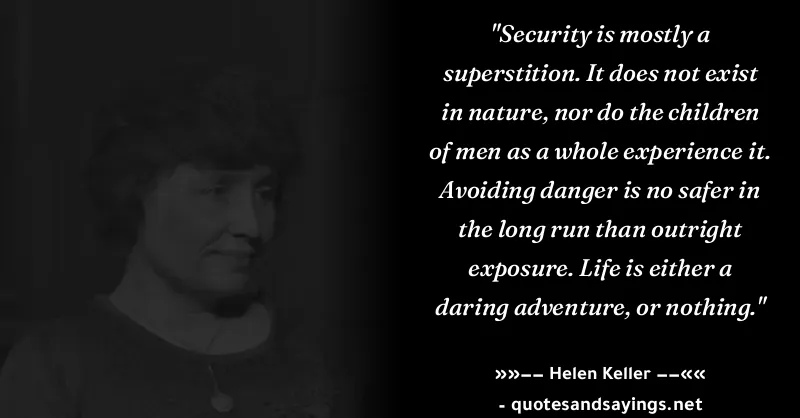 "Security is mostly a
superstition. It does not exist
in nature, nor do the children
of men as a whole experience it.
Avoiding danger is no safer in
the long run than outright
exposure. Life is either a
daring adventure, or nothing."
»»–– Helen Keller ––««
- quotesandsayings.net